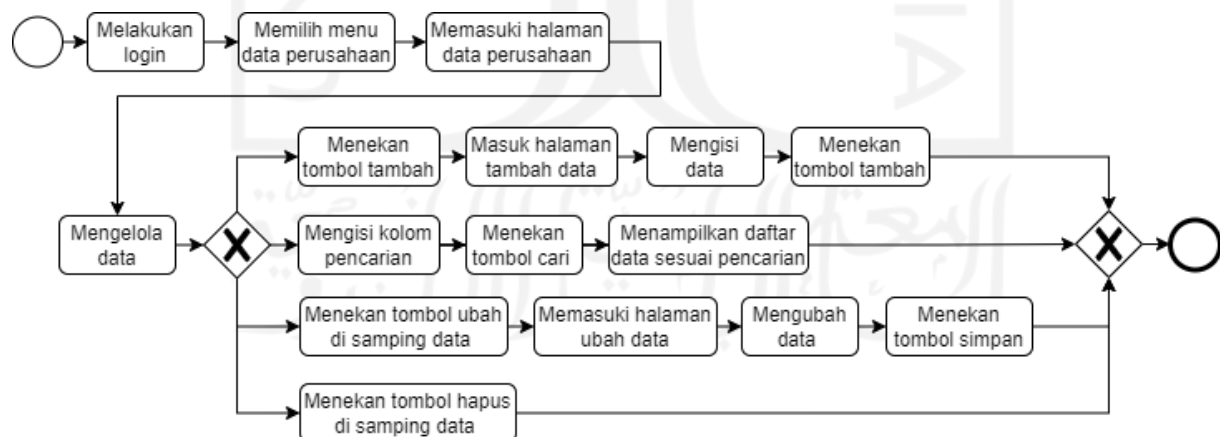 Melakukan
login
Memilih menu
data perusahaan
Memasuki halaman
data perusahaan
Mengelola
data
Menekan
tombol tambah
Masuk halaman
tambah data
Mengisi
data
Menekan
tombol tambah
Mengisi kolom
pencarian
Menekan
tombol cari
Menampilkan daftar
data sesuai pencarian
Menekan tombol ubah
di samping data
Memasuki halaman
ubah data
Mengubah
data
Menekan
tombol simpan
Menekan tombol hapus
di samping data